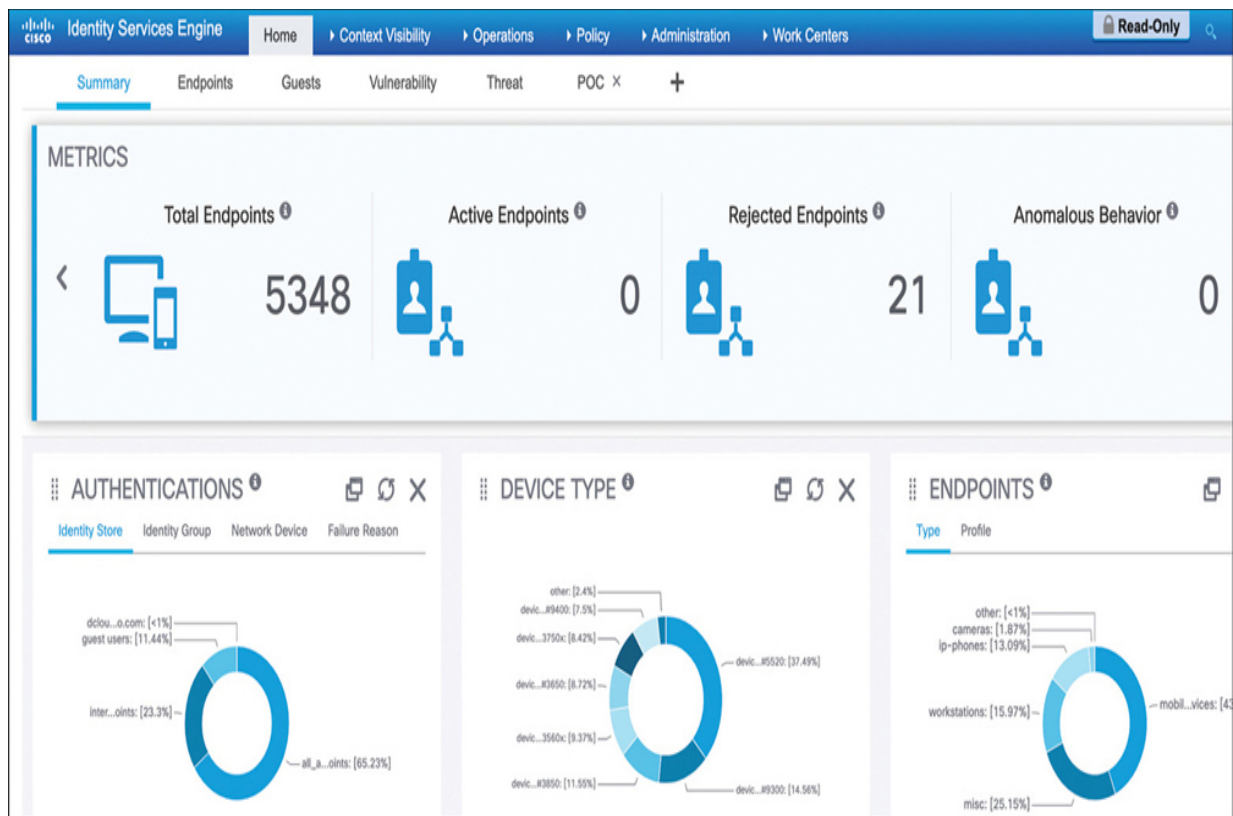 cisco Identity Services Engine Home Context Visibility Operations Policy Administration Work Centers Read-Only
Summary Endpoints Guests Vulnerability Threat POC × +
METRICS
Total Endpoints Active Endpoints Rejected Endpoints Anomalous Behavior
5348 0 21 0
AUTHENTICATIONS
Identity Store Identity Group Network Device Failure Reason
dclou...o.com: [<1%]
guest users: [11.44%]
inter...oints: [23.3%]
all_a...oints: [65.23%]
DEVICE TYPE
other: [2.4%]
devic...#9400: [7.5%]
devic...3750x: [8.42%]
devic...#5520: [37.49%]
devic...#3650: [8.72%]
devic...3560x: [9.37%]
devic...#3850: [11.55%]
devic...#9300: [14.56%]
ENDPOINTS
Type Profile
other: [<1%]
cameras: [1.87%]
ip-phones: [13.09%]
mobil...vices: [43
workstations: [15.97%]
misc: [25.15%]